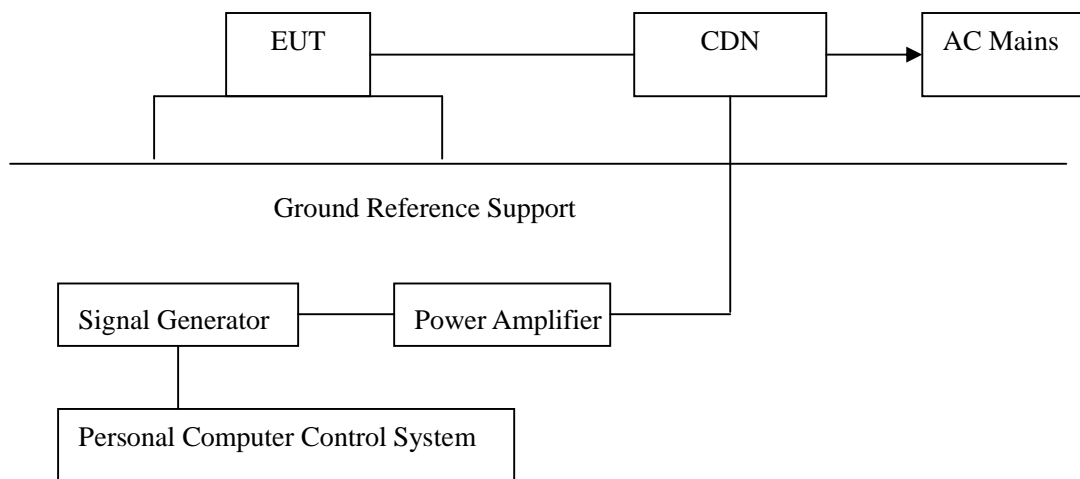 EUT
CDN
AC Mains
Ground Reference Support
Signal Generator
Power Amplifier
Personal Computer Control System